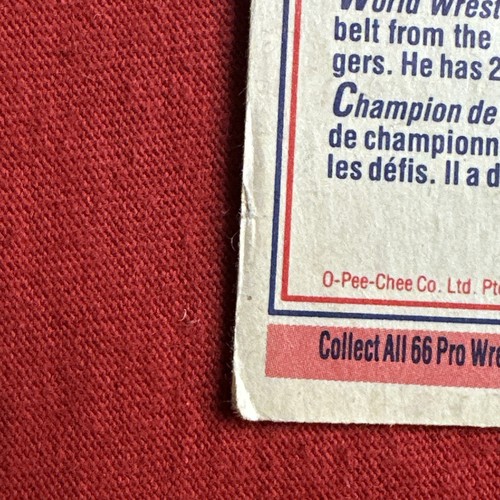 World Wrest
belt from the
gers. He has 2
Champion de
de championn
les défis. Il a d
O-Pee-Chee Co. Ltd. Pt
Collect All 66 Pro Wre